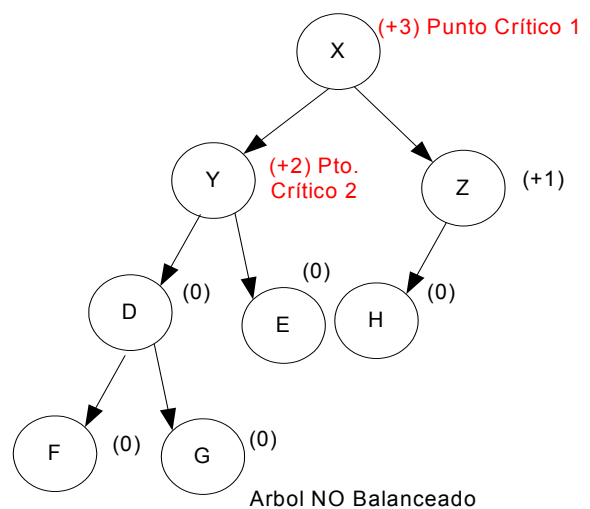 (+3) Punto Crítico 1
X
Y
(+2) Pto.
Crítico 2
Z
(+1)
D
(0)
E
(0)
H
(0)
F
(0)
G
(0)
Arbol NO Balanceado